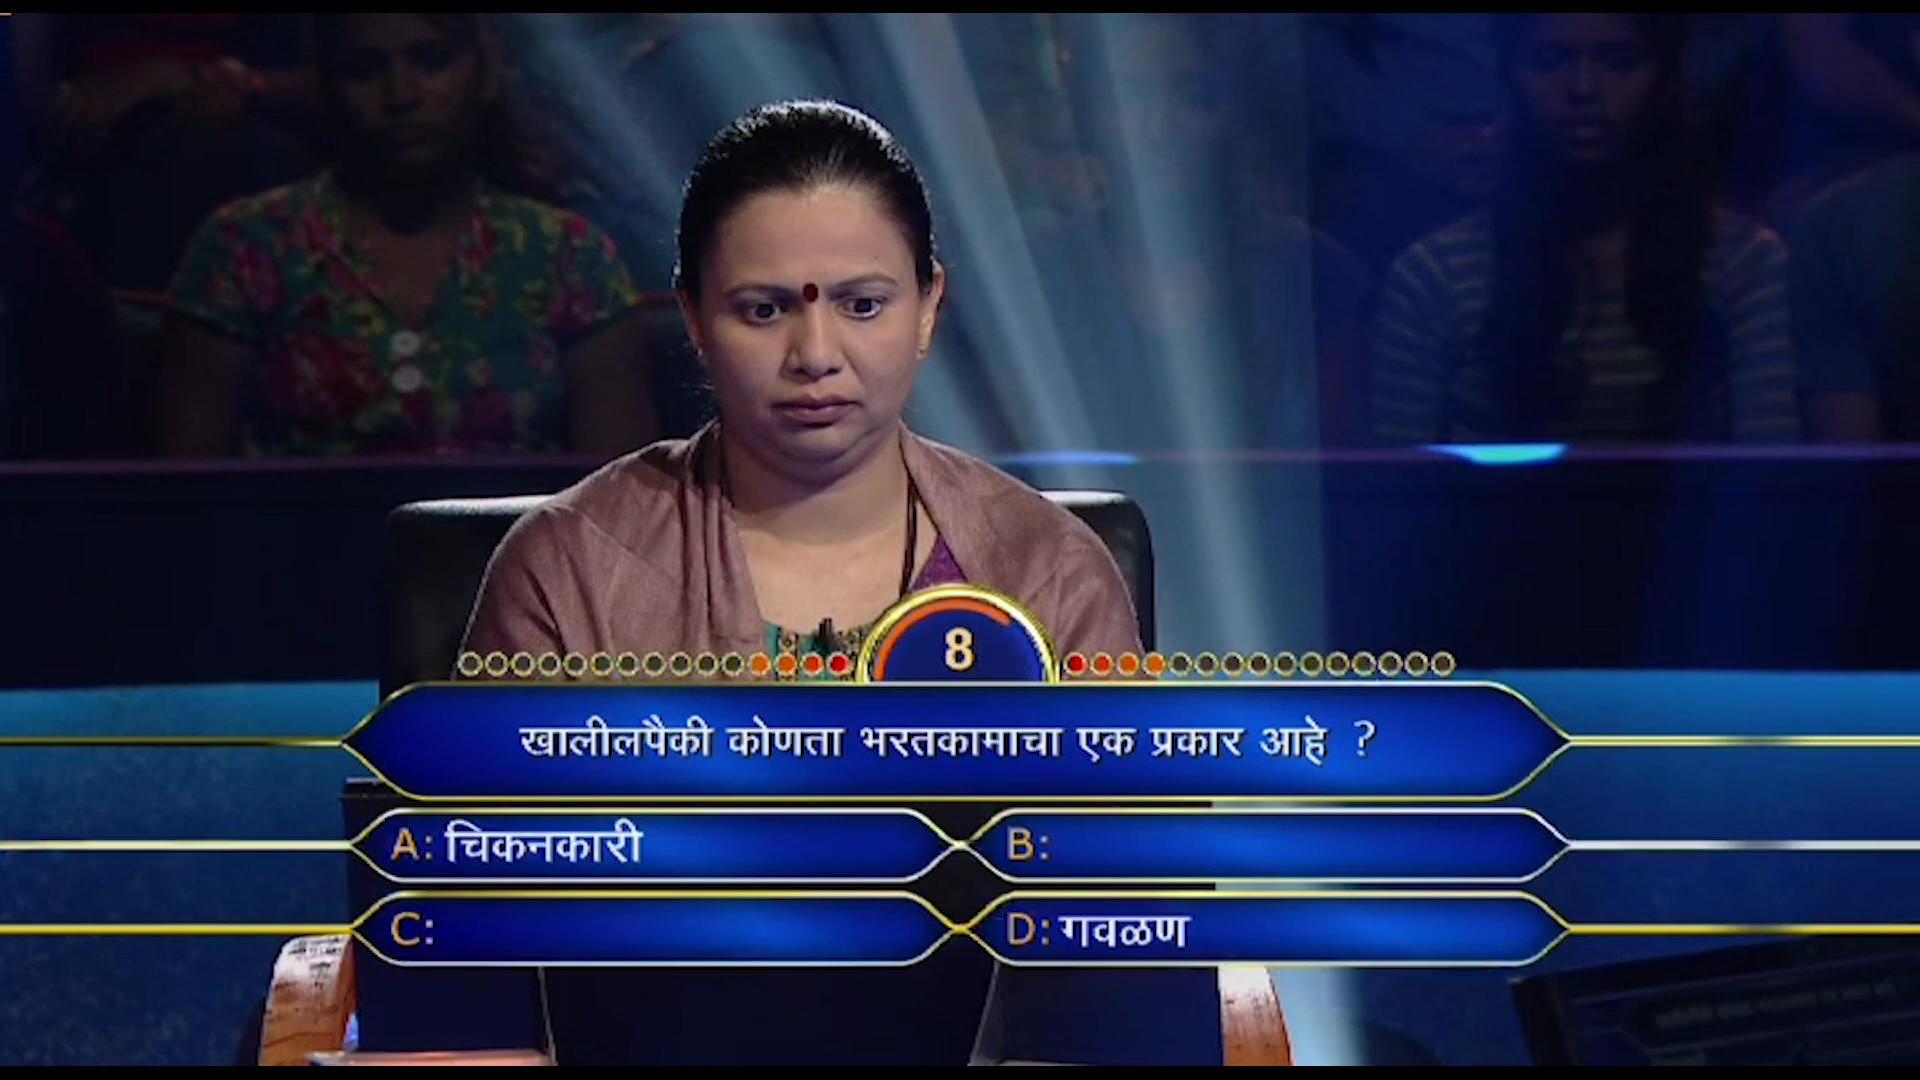 8
खालीलपैकी कोणता भरतकामाचा एक प्रकार आहे ?
A: चिकनकारी
B:
C:
D: गवळण